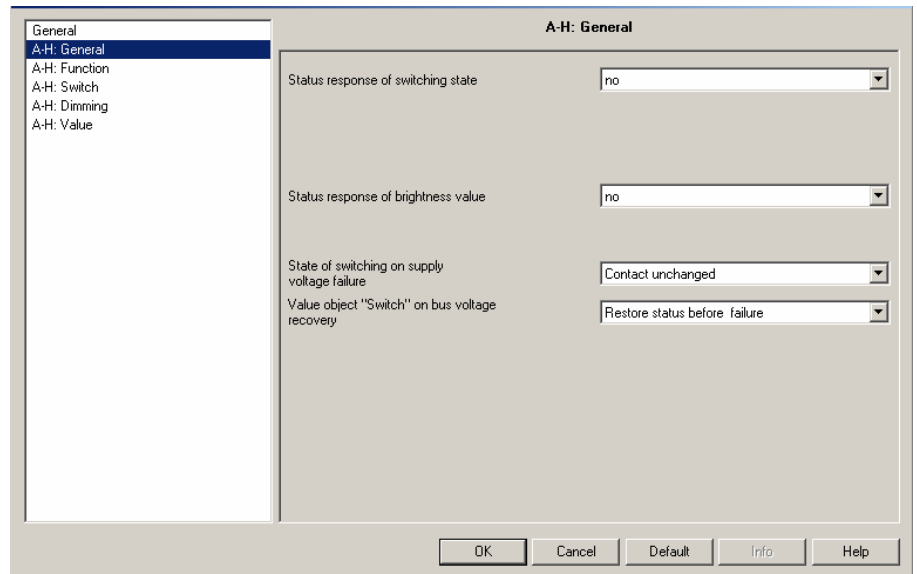 General
A-H: General
A-H: Function
A-H: Switch
A-H: Dimming
A-H: Value
A-H: General
Status response of switching state
no
Status response of brightness value
no
State of switching on supply
voltage failure
Contact unchanged
Value object "Switch" on bus voltage
recovery
Restore status before failure
OK
Cancel
Default
Info
Help